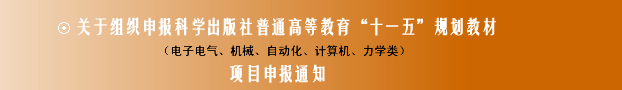 关于组织申报科学出版社普通高等教育“十一五”规划教材
（电子电气、机械、自动化、计算机、力学类）
项目申报通知